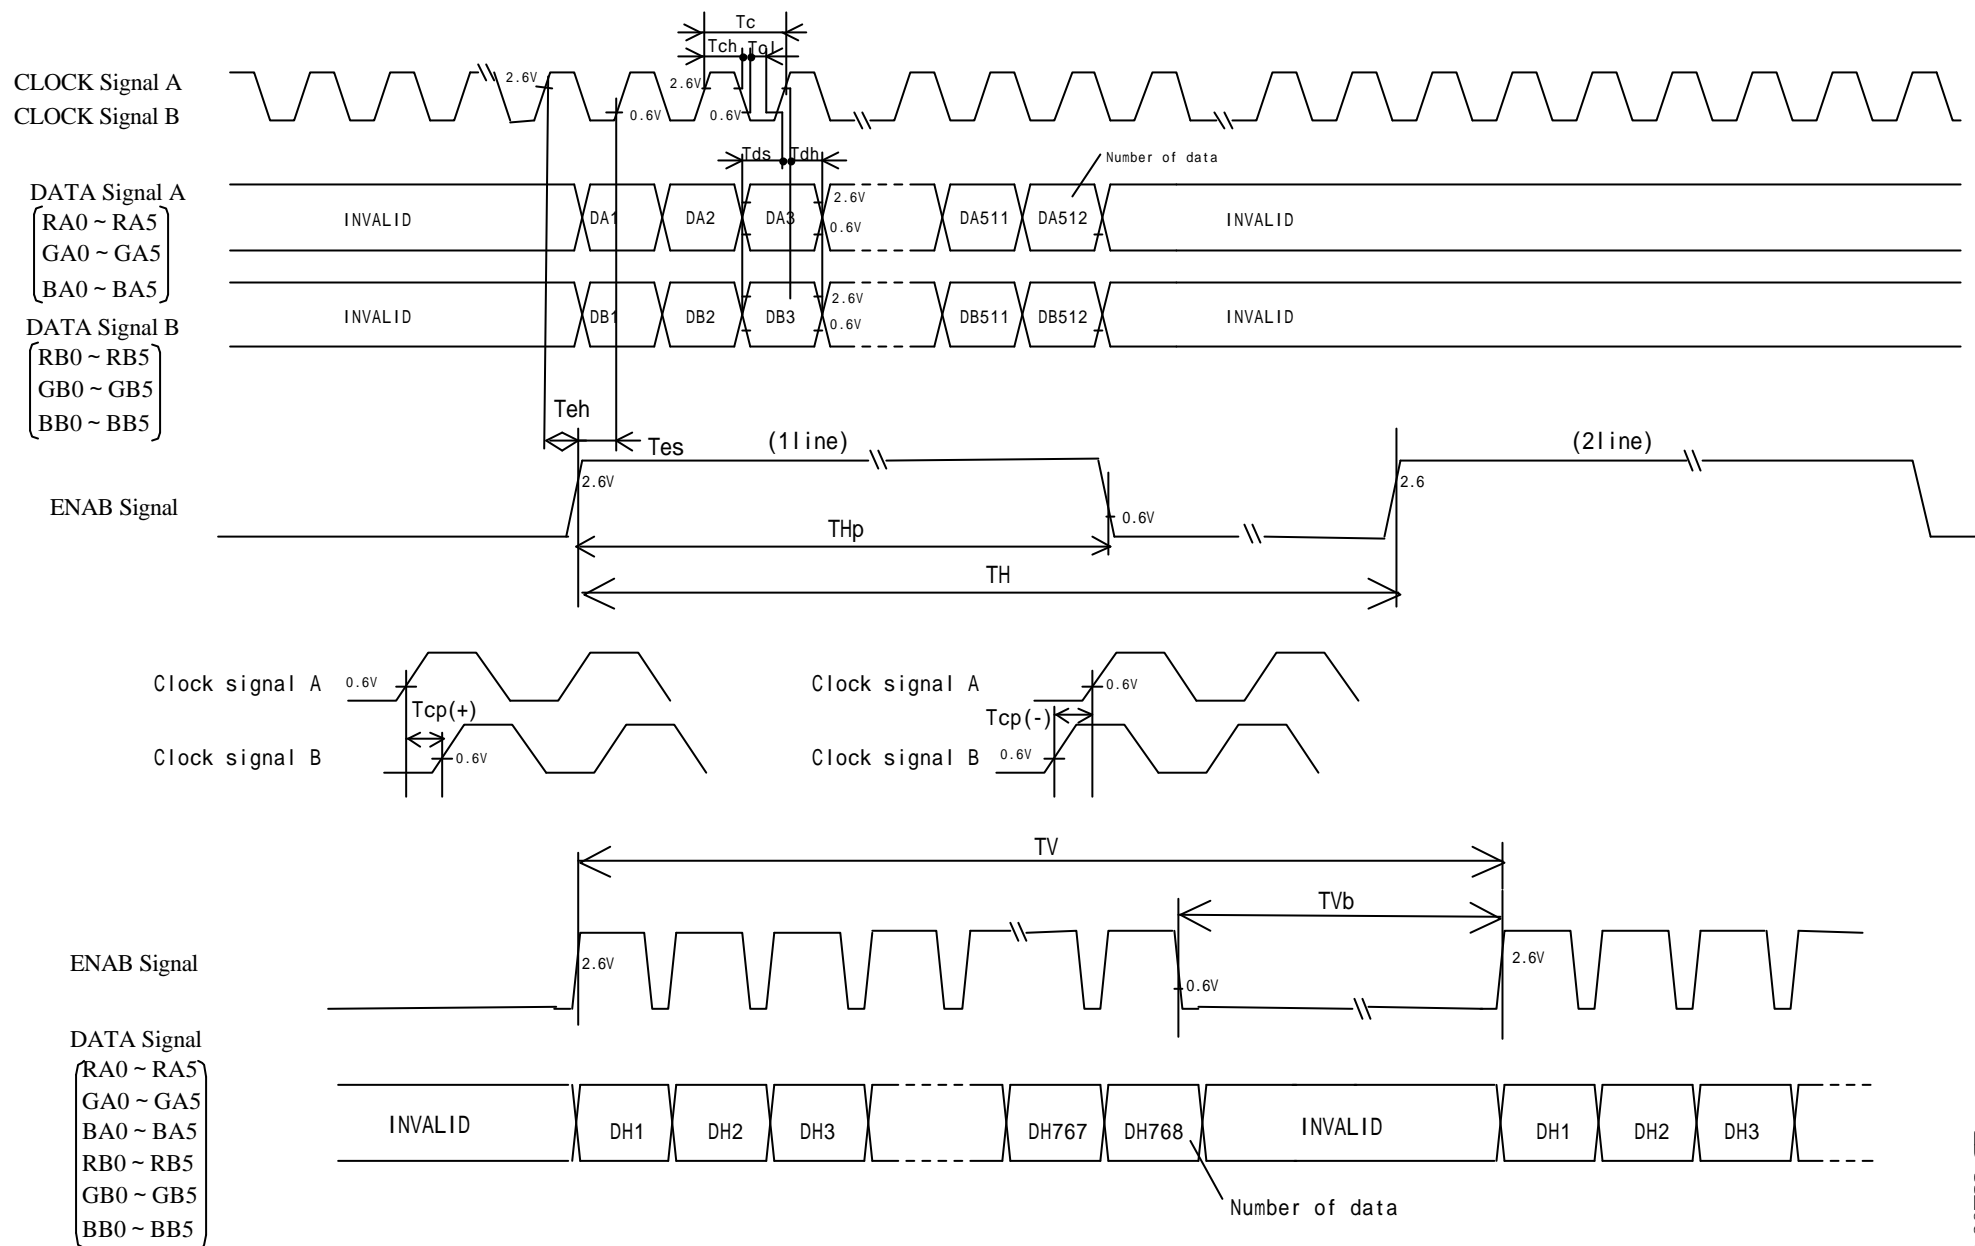 Tc
Tch Tcl
CLOCK Signal A
2.6V 2.6V
CLOCK Signal B
0.6V 0.6V
Tds Tdh
Number of data
DATA Signal A
RA0 ~ RA5
GA0 ~ GA5
BA0 ~ BA5
INVALID DA1 DA2 DA3 2.6V 0.6V DA511 DA512 INVALID
DATA Signal B
RB0 ~ RB5
GB0 ~ GB5
BB0 ~ BB5
INVALID DB1 DB2 DB3 2.6V 0.6V DB511 DB512 INVALID
Teh
Tes (1line) (2line)
ENAB Signal
2.6V 0.6V 2.6
THp
TH
Clock signal A 0.6V
Tcp(+)
Clock signal B 0.6V
Clock signal A 0.6V
Tcp(-)
Clock signal B 0.6V
TV
TVb
ENAB Signal
2.6V 0.6V 2.6V
DATA Signal
RA0 ~ RA5
GA0 ~ GA5
BA0 ~ BA5
RB0 ~ RB5
GB0 ~ GB5
BB0 ~ BB5
INVALID DH1 DH2 DH3 DH767 DH768 INVALID DH1 DH2 DH3
Number of data